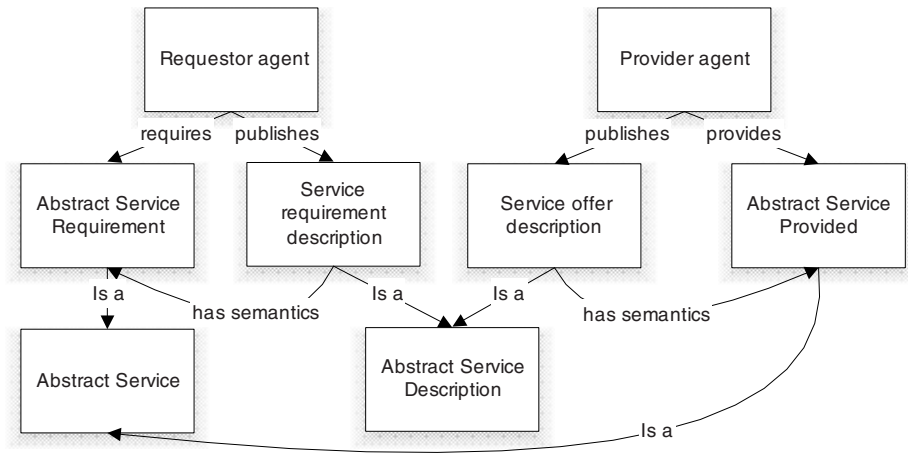 Requestor agent
Provider agent
requires
publishes
publishes
provides
Abstract Service
Requirement
Service
requirement
description
Service offer
description
Abstract Service
Provided
Is a
has semantics
Is a
Is a
has semantics
Abstract Service
Abstract Service
Description
Is a